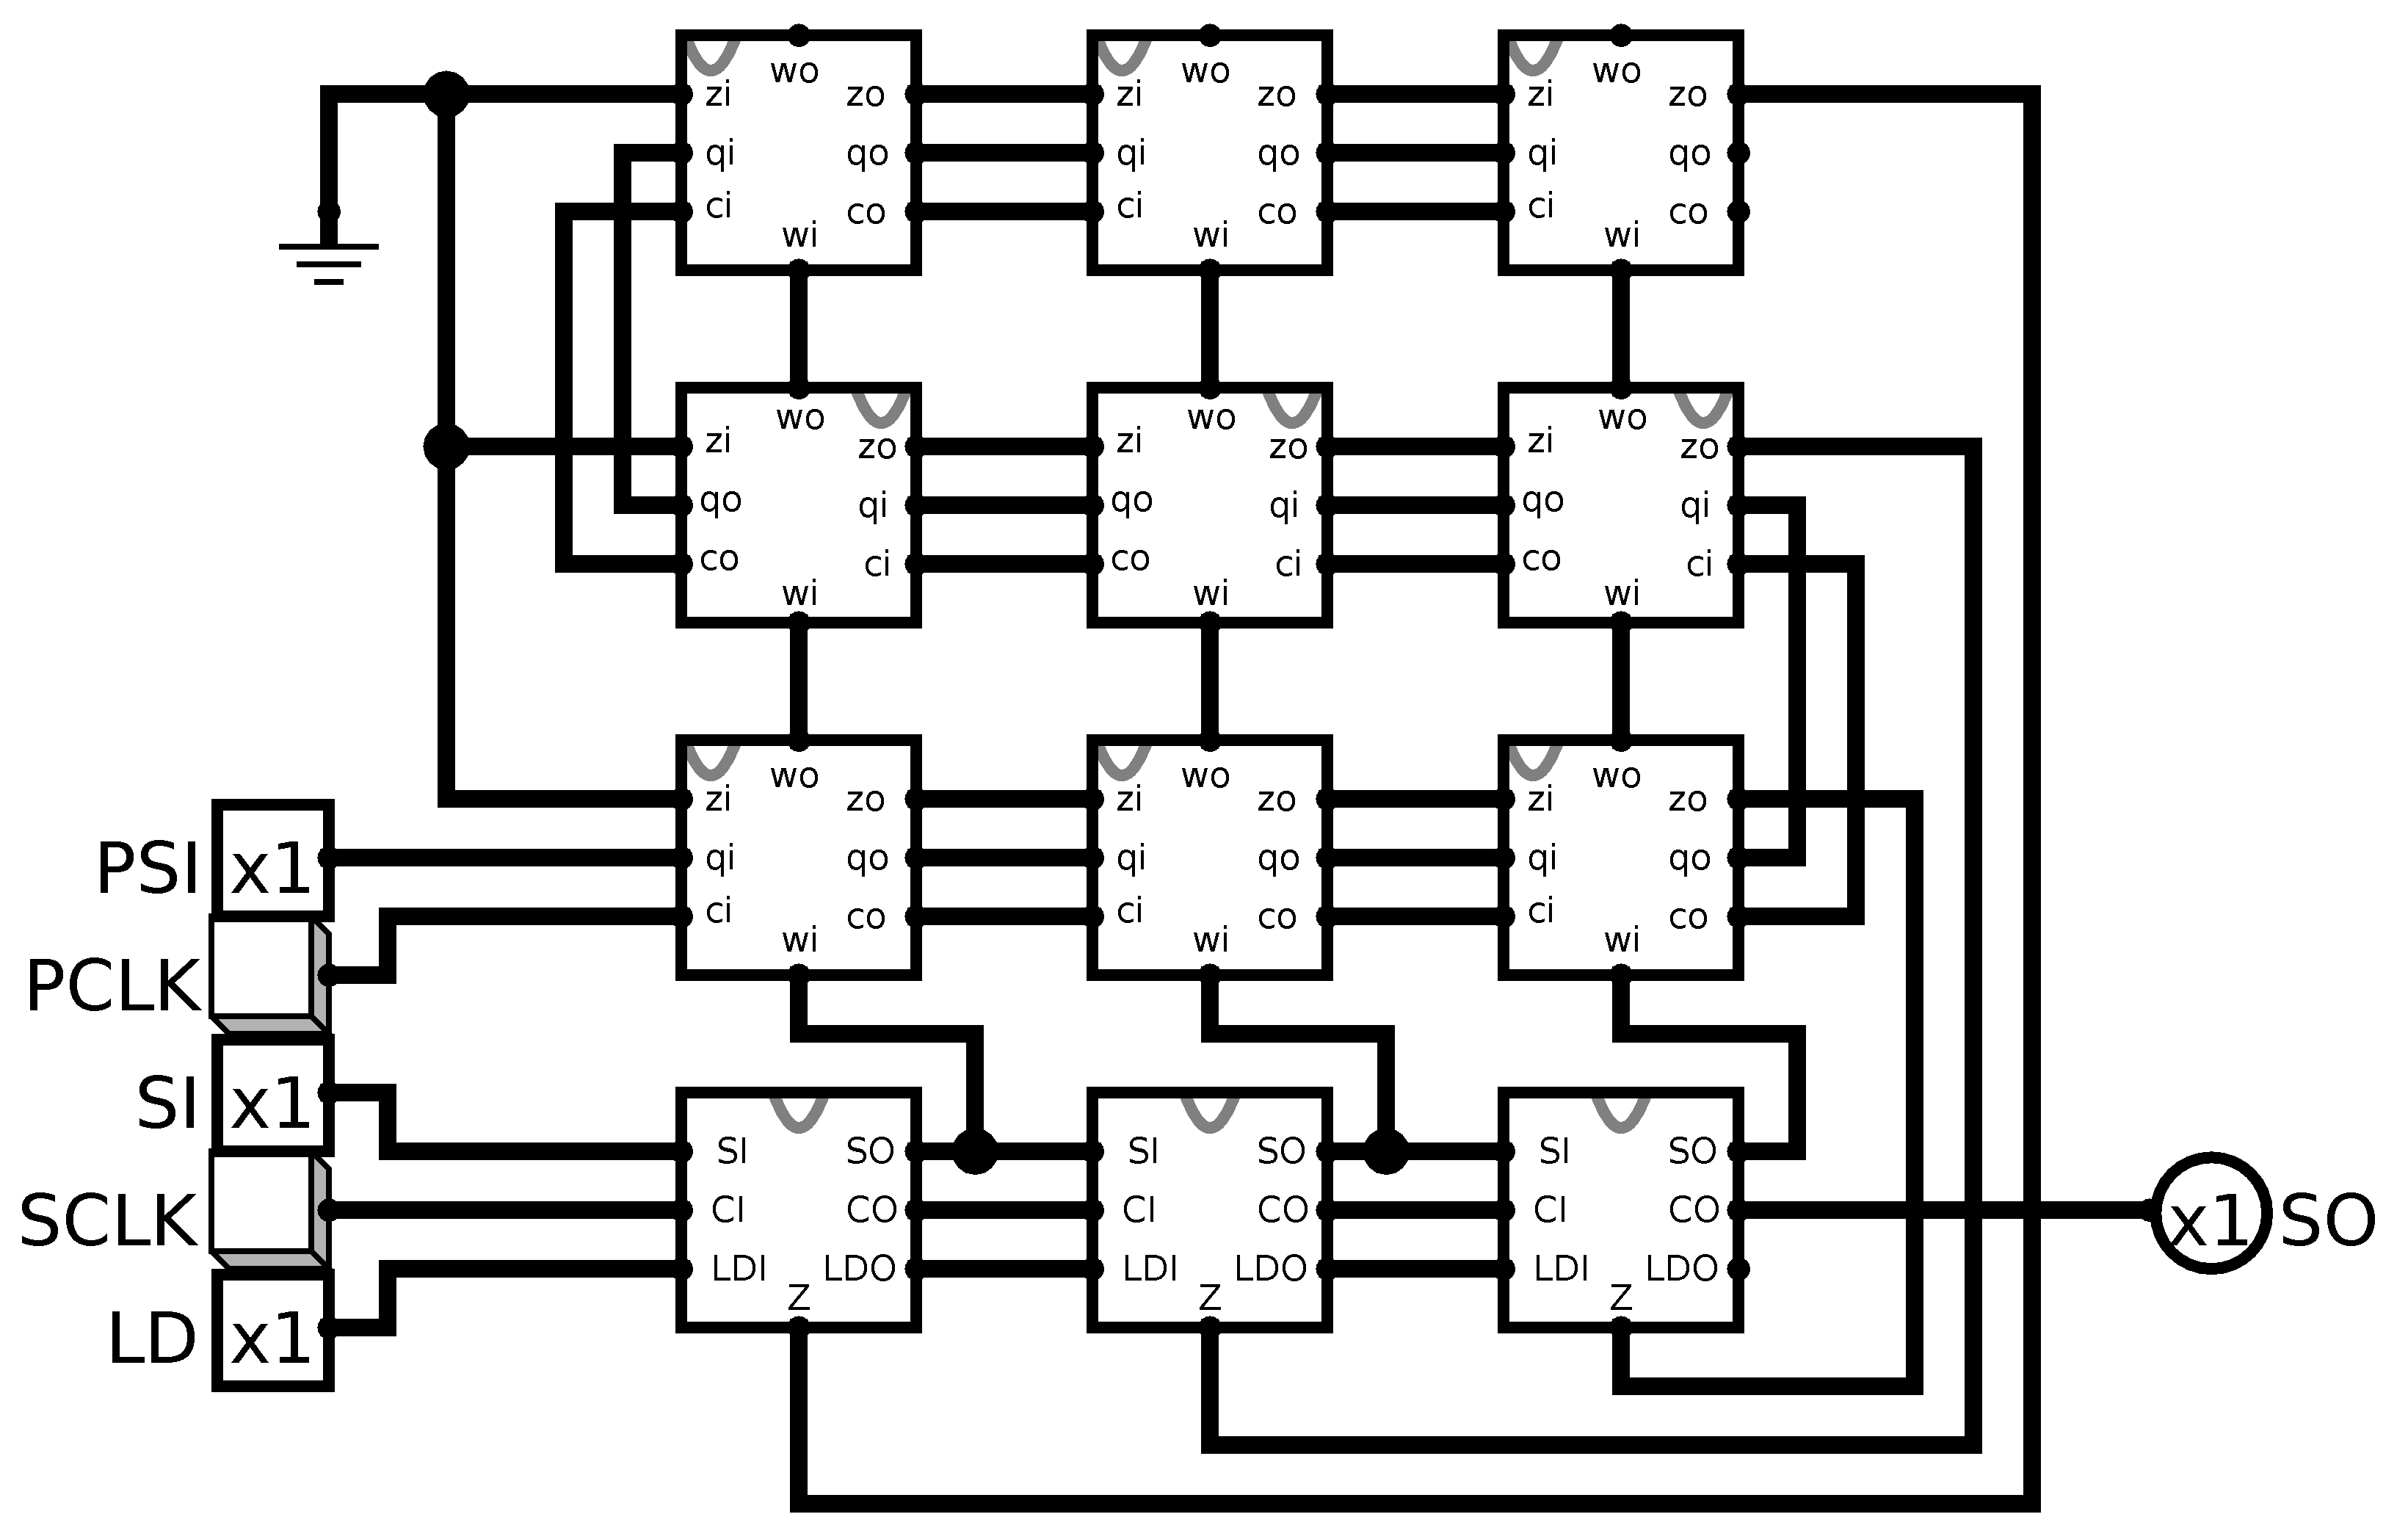 wo wo wo
zi zo zi zo zi zo
qi qo qi qo qi qo
ci co ci co ci co
wi wi wi
wo wo wo
zi zo zi zo zi zo
qo qi qo qi qo qi
co ci co ci co ci
wi wi wi
wo wo wo
zi zo zi zo zi zo
PSI x1 qi qo qi qo qi qo
ci co ci co ci co
wi wi wi
PCLK
SI x1
SI SO SI SO SI SO
SCLK CI CO CI CO CI CO x1 SO
LDI LDO LDI LDO LDI LDO
Z Z Z
LD x1